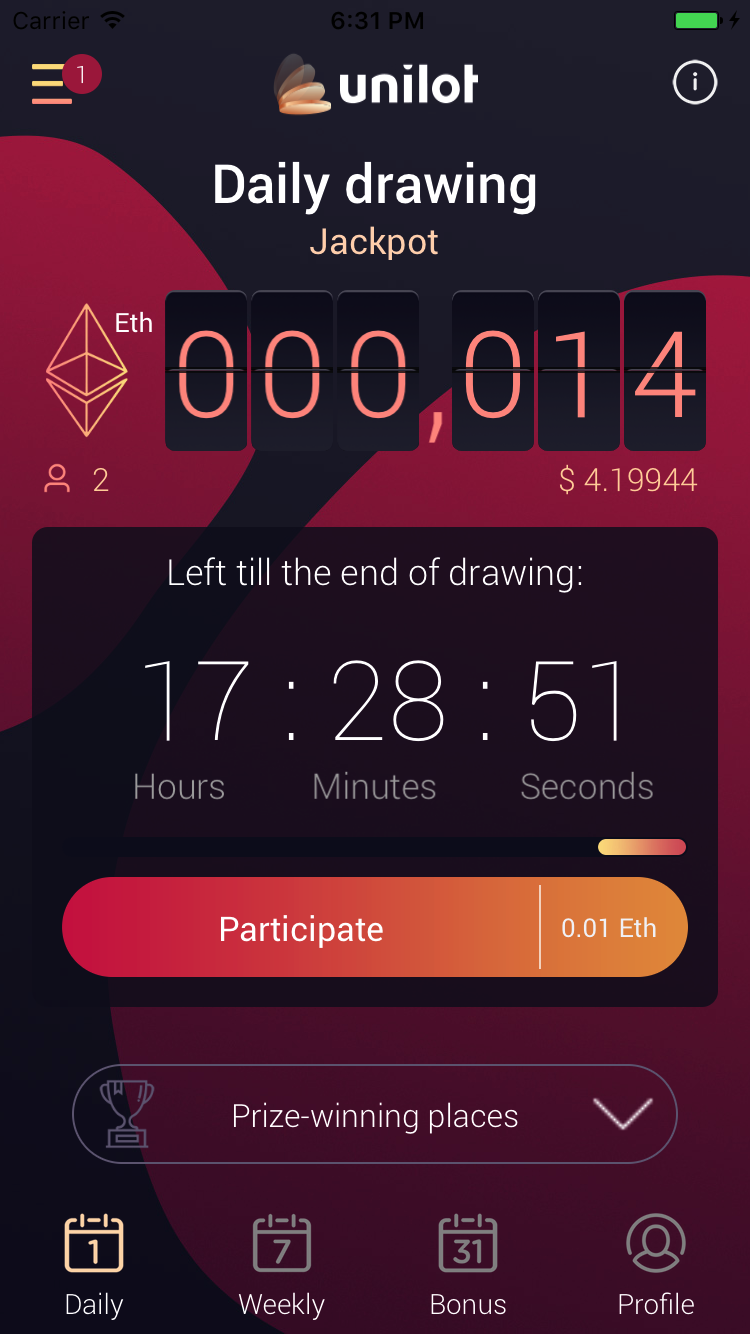 Carrier 6:31 PM
1
unilot
Daily drawing
Jackpot
Eth 000,014
2 $ 4.19944
Left till the end of drawing:
17 : 28 : 51
Hours Minutes Seconds
Participate 0.01 Eth
Prize-winning places
1 7 31
Daily Weekly Bonus Profile